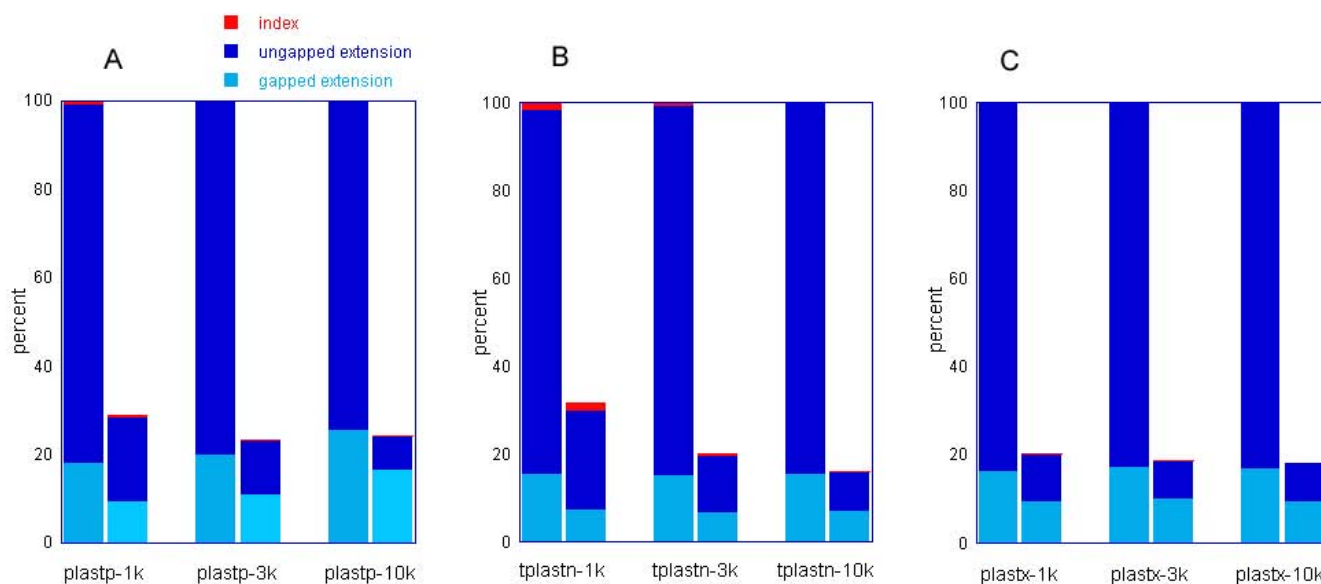 index
ungapped extension
gapped extension
A
B
C
percent
100
80
60
40
20
0
plastp-1k
plastp-3k
plastp-10k
percent
100
80
60
40
20
0
tplastn-1k
tplastn-3k
tplastn-10k
percent
100
80
60
40
20
0
plastx-1k
plastx-3k
plastx-10k